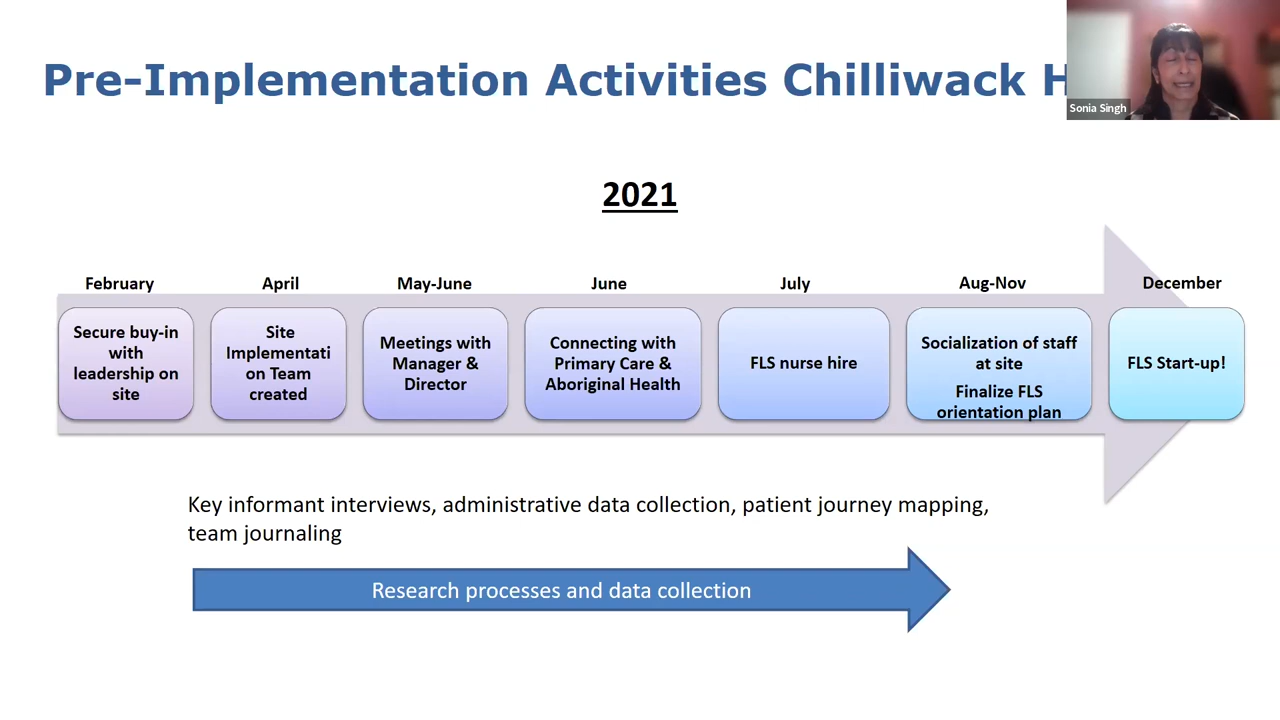 Pre-Implementation Activities Chilliwack H
Sonia Singh
2021
February
April
May-June
June
July
Aug-Nov
December
Secure buy-in
with
leadership on
site
Site
Implementati
on Team
created
Meetings with
Manager &
Director
Connecting with
Primary Care &
Aboriginal Health
FLS nurse hire
Socialization of staff
at site
Finalize FLS
orientation plan
FLS Start-up!
Key informant interviews, administrative data collection, patient journey mapping,
team journaling
Research processes and data collection